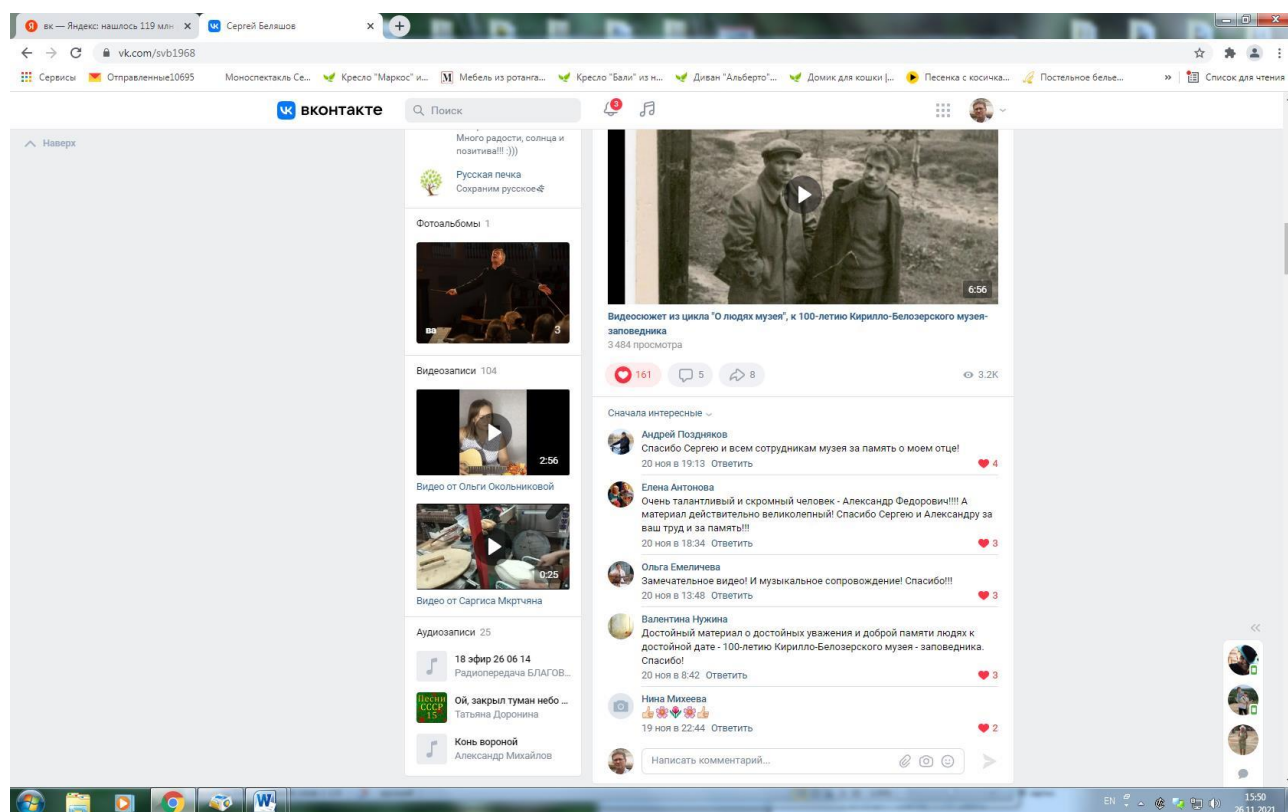 вк — Яндекс: нашлось 119 млн
Сергей Беляшов
vk.com/svb1968
Сервисы
Отправленные10695
Моноспектакль Се...
Кресло "Маркос" и...
Мебель из ротанга...
Кресло "Бали" из н...
Диван "Альберто"...
Домик для кошки |...
Песенка с косичка...
Постельное белье...
»
Список для чтения
ВКОНТАКТЕ
Поиск
3
Наверх
Много радости, солнца и
позитива!!! :)))
Русская печка
Сохраним русское
Фотоальбомы 1
ва
3
Видеозаписи 104
2:56
Видео от Ольги Окольниковой
0:25
Видео от Саргиса Мкртчяна
Аудиозаписи 25
18 эфир 26 06 14
Радиопередача БЛАГОВ...
Песни
СССР
15
Ой, закрыл туман небо ...
Татьяна Доронина
Конь вороной
Александр Михайлов
6:56
Видеосюжет из цикла "О людях музея", к 100-летию Кирилло-Белозерского музея-
заповедника
3 484 просмотра
161
5
8
3.2K
Сначала интересные
Андрей Поздняков
Спасибо Сергею и всем сотрудникам музея за память о моем отце!
20 ноя в 19:13 Ответить
4
Елена Антонова
Очень талантливый и скромный человек - Александр Федорович!!!! А
материал действительно великолепный! Спасибо Сергею и Александру за
ваш труд и за память!!!
20 ноя в 18:34 Ответить
3
Ольга Емеличева
Замечательное видео! И музыкальное сопровождение! Спасибо!!!
20 ноя в 13:48 Ответить
3
Валентина Нужина
Достойный материал о достойных уважения и доброй памяти людях к
достойной дате - 100-летию Кирилло-Белозерского музея - заповедника.
Спасибо!
20 ноя в 8:42 Ответить
3
Нина Михеева
👍🌸🌷🌸👍
19 ноя в 22:44 Ответить
2
Написать комментарий...
EN
15:50
26.11.2021